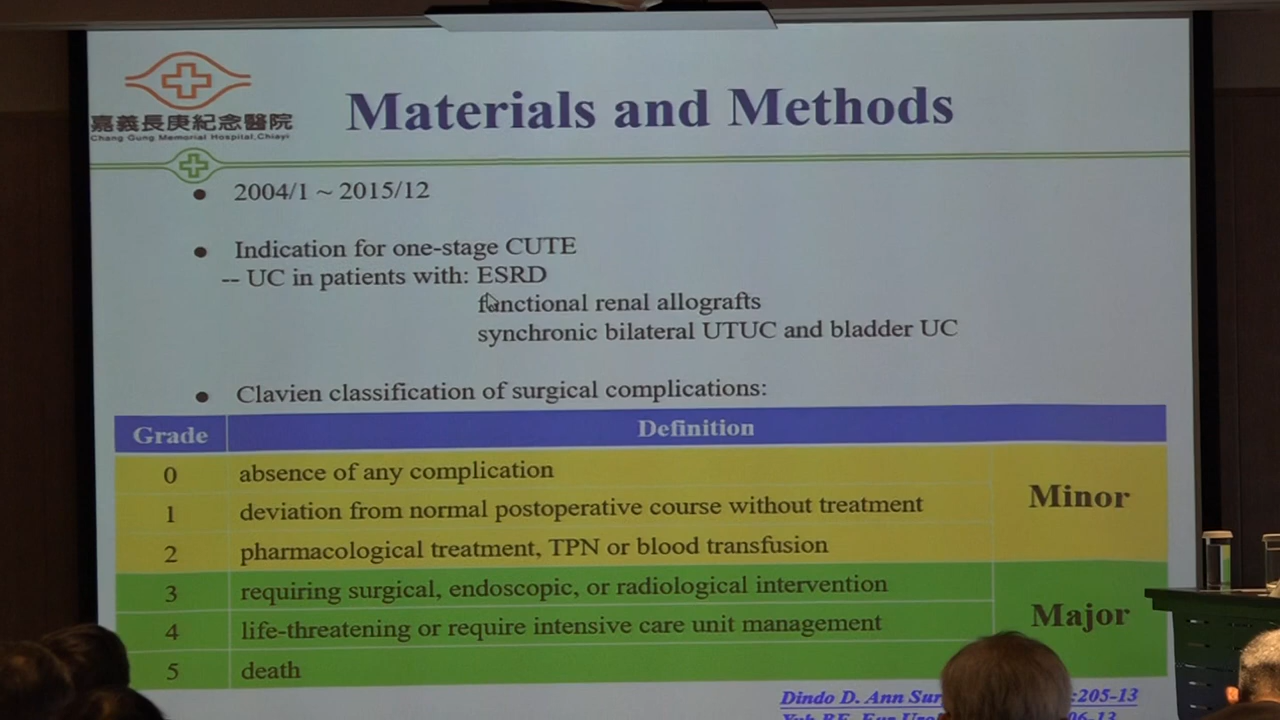 嘉義長庚紀念醫院
Chang Gung Memorial Hospital, Chiayi
Materials and Methods
2004/1 ~ 2015/12
Indication for one-stage CUTE
-- UC in patients with: ESRD
functional renal allografts
synchronic bilateral UTUC and bladder UC
Clavien classification of surgical complications:
Grade Definition
0 absence of any complication
1 deviation from normal postoperative course without treatment
2 pharmacological treatment, TPN or blood transfusion
Minor
3 requiring surgical, endoscopic, or radiological intervention
4 life-threatening or require intensive care unit management
5 death
Major
Dindo D. Ann Sur :205-13